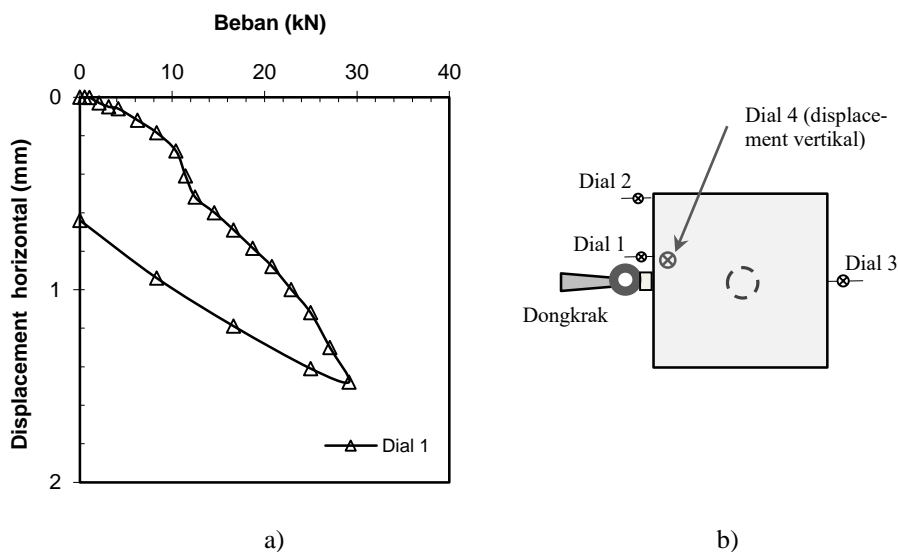 Beban (kN)
0 10 20 30 40
0
1
2
Displacement horizontal (mm)
Dial 1
a)
Dial 4 (displace-
ment vertikal)
Dial 2
Dial 1
Dial 3
Dongkrak
b)